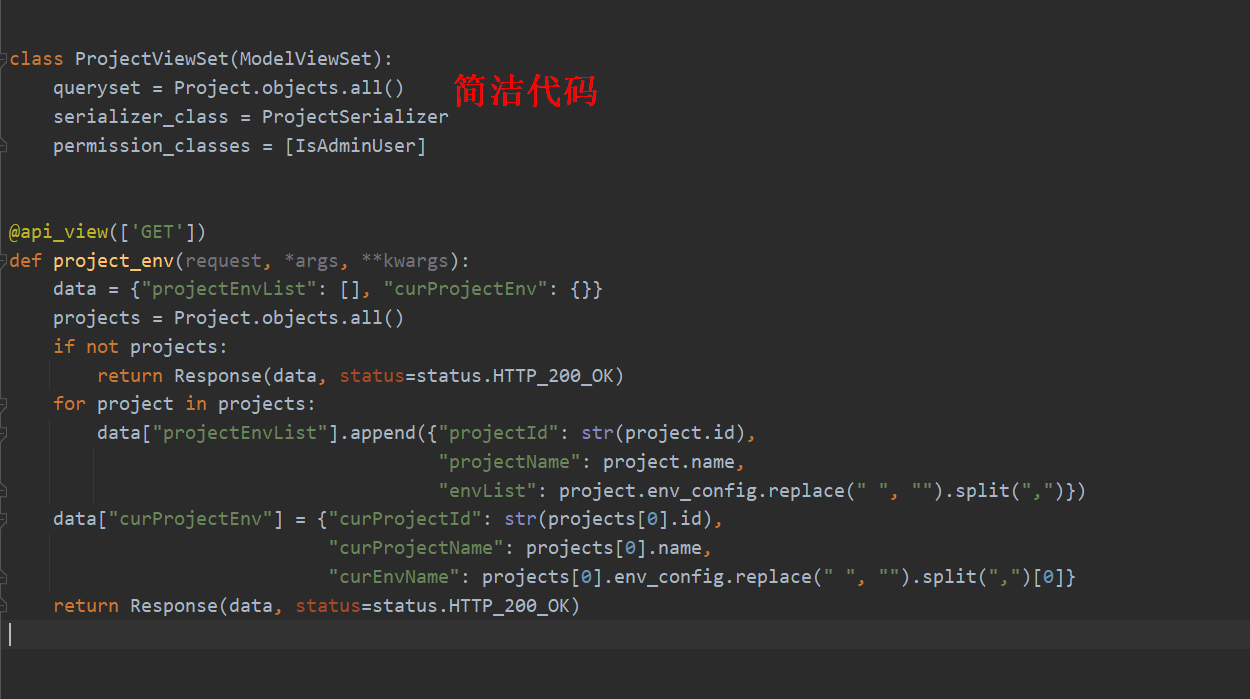 class ProjectViewSet(ModelViewSet):
    queryset = Project.objects.all()
简洁代码
    serializer_class = ProjectSerializer
    permission_classes = [IsAdminUser]
@api_view(['GET'])
def project_env(request, *args, **kwargs):
    data = {"projectEnvList": [], "curProjectEnv": {}}
    projects = Project.objects.all()
    if not projects:
        return Response(data, status=status.HTTP_200_OK)
    for project in projects:
        data["projectEnvList"].append({"projectId": str(project.id),
                                       "projectName": project.name,
                                       "envList": project.env_config.replace(" ", "").split(",")})
    data["curProjectEnv"] = {"curProjectId": str(projects[0].id),
                             "curProjectName": projects[0].name,
                             "curEnvName": projects[0].env_config.replace(" ", "").split(",")[0]}
    return Response(data, status=status.HTTP_200_OK)